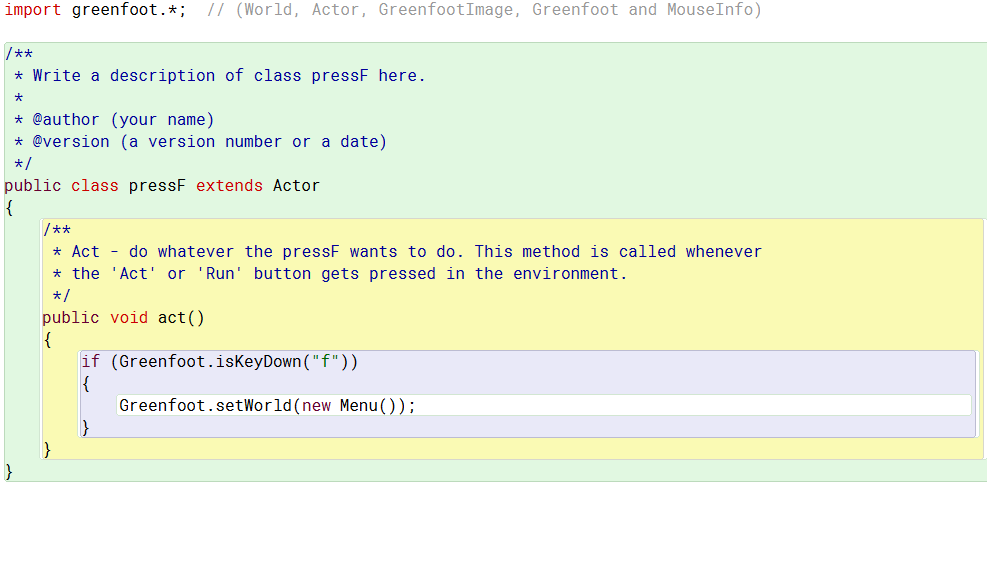 import greenfoot.*;  // (World, Actor, GreenfootImage, Greenfoot and MouseInfo)
/**
 * Write a description of class pressF here.
 *
 * @author (your name)
 * @version (a version number or a date)
 */
public class pressF extends Actor
{
    /**
     * Act - do whatever the pressF wants to do. This method is called whenever
     * the 'Act' or 'Run' button gets pressed in the environment.
     */
    public void act()
    {
        if (Greenfoot.isKeyDown("f"))
        {
            Greenfoot.setWorld(new Menu());
        }
    }
}